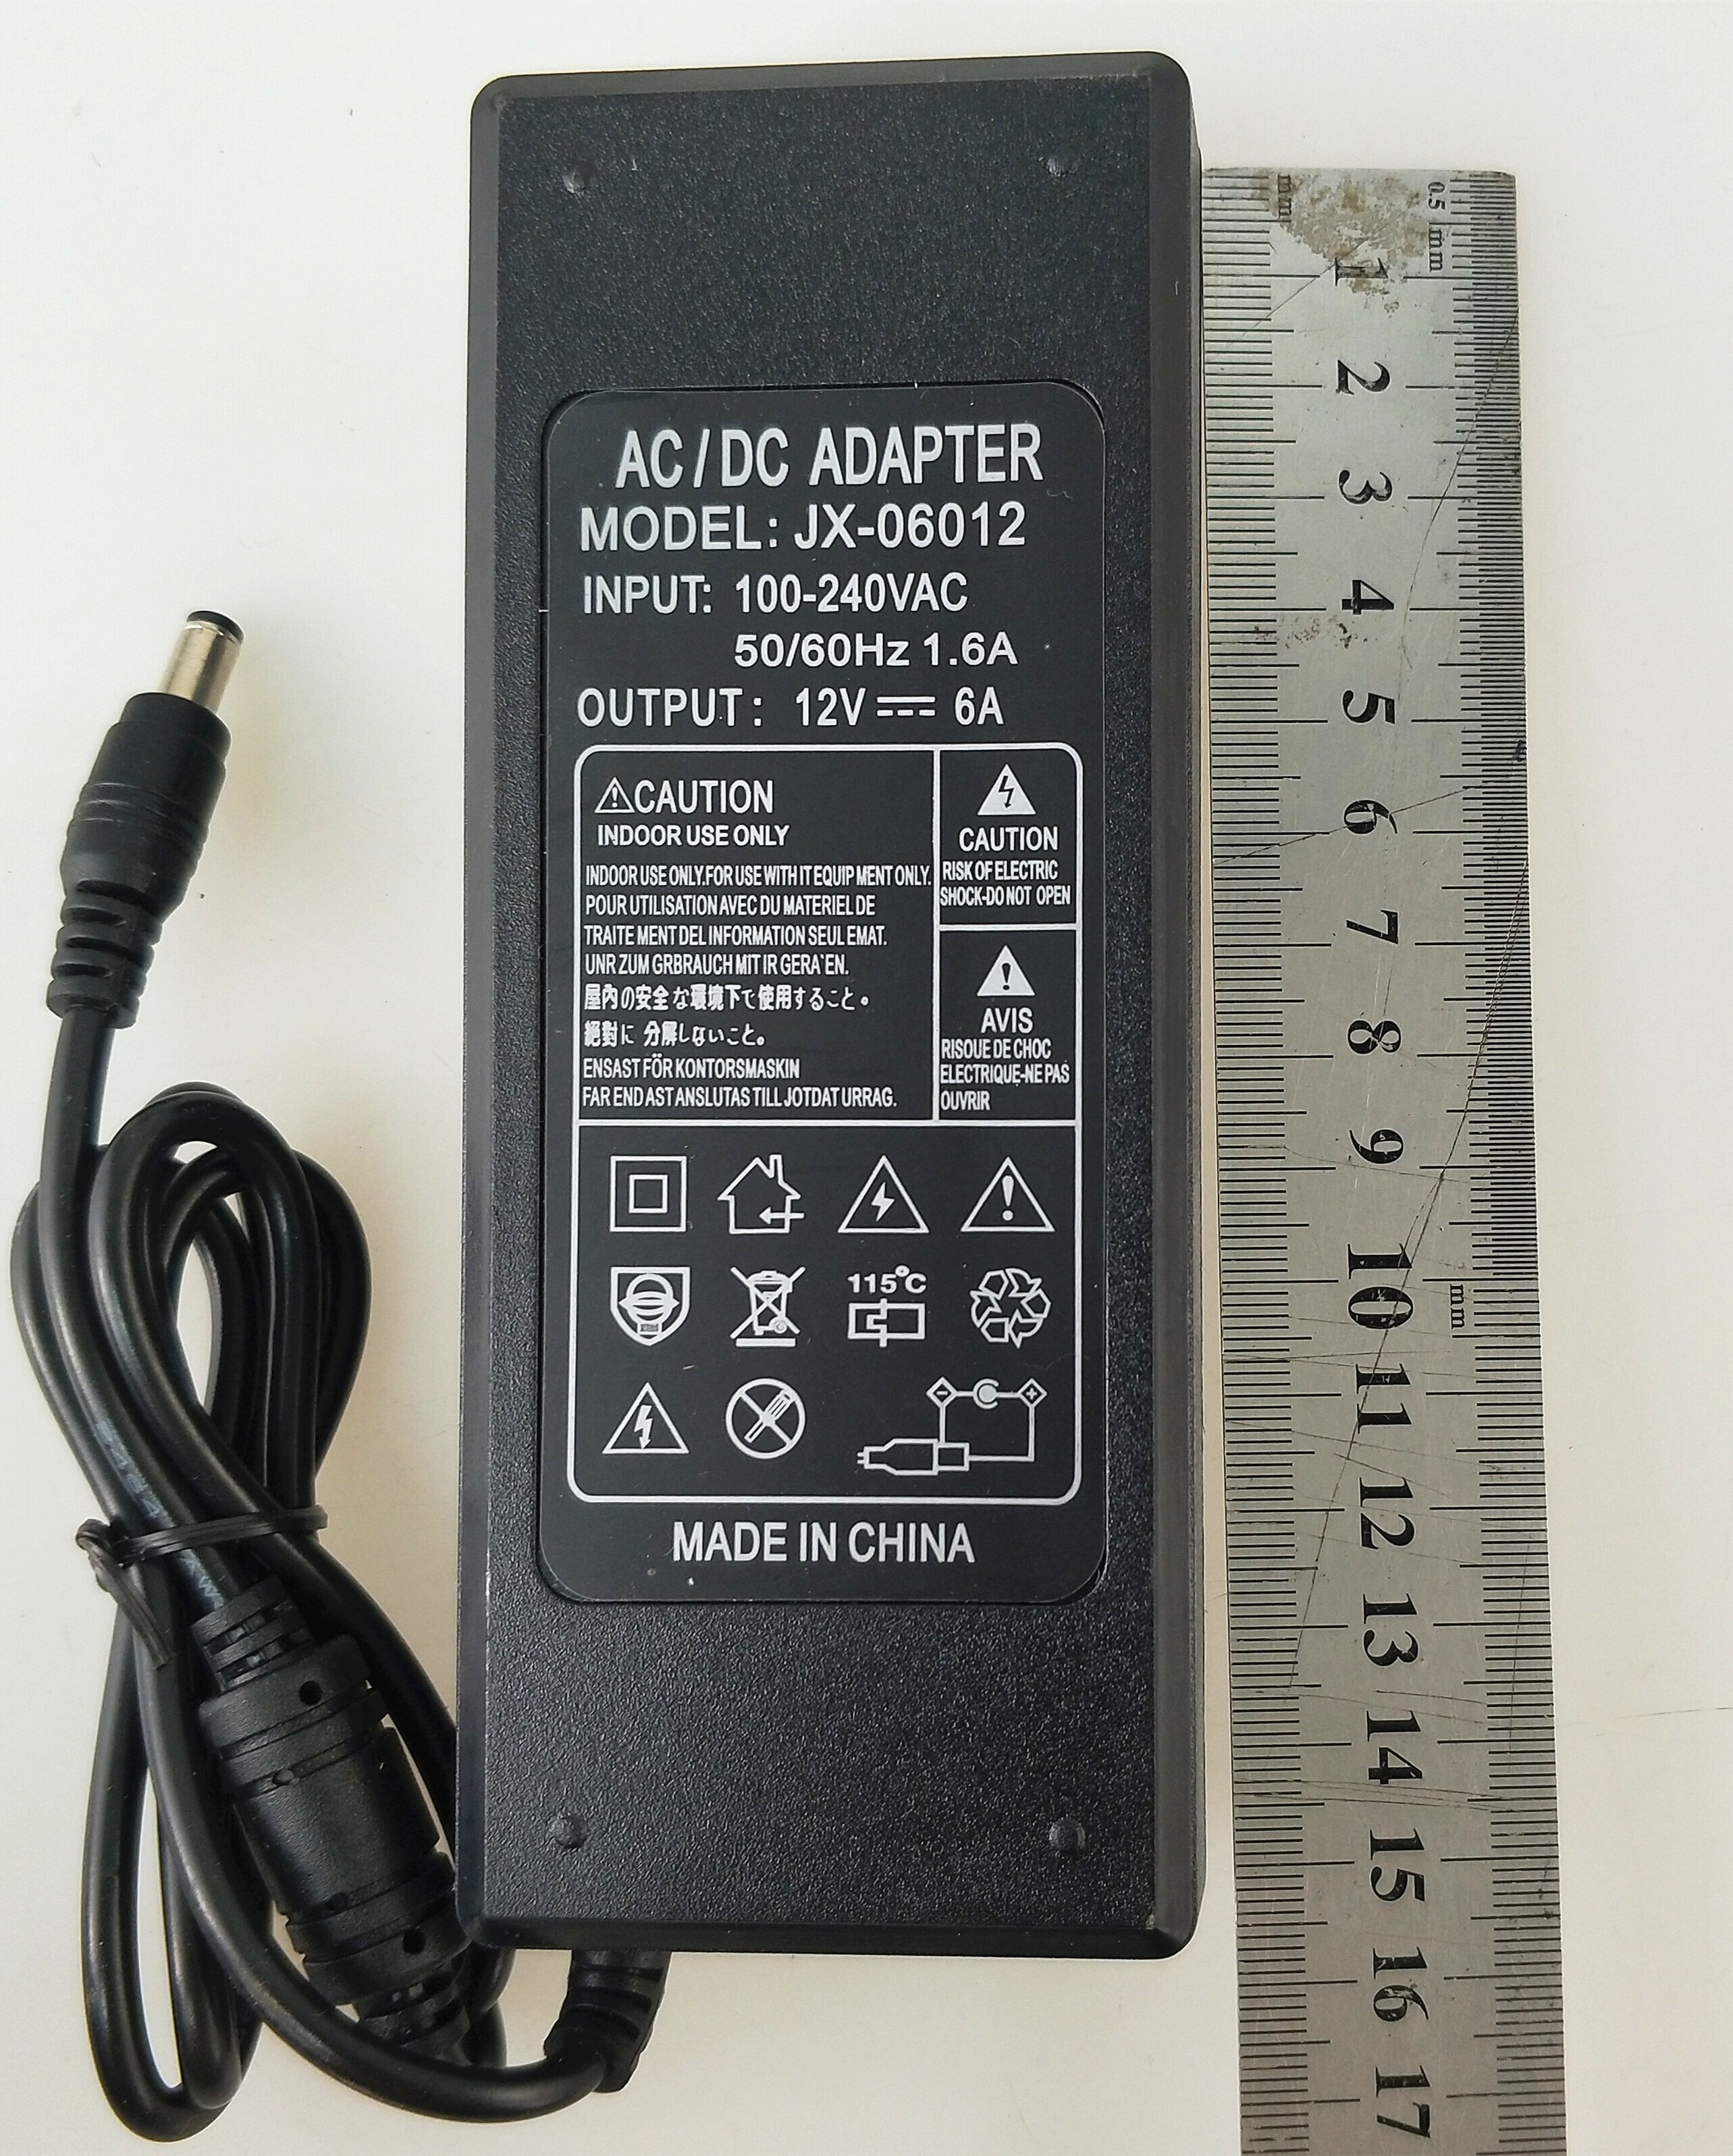 AC/DC ADAPTER
MODEL: JX-06012
INPUT: 100-240VAC
50/60Hz 1.6A
OUTPUT: 12V ⎓ 6A
⚠CAUTION
INDOOR USE ONLY
INDOOR USE ONLY.FOR USE WITH IT EQUIP MENT ONLY.
POUR UTILISATION AVEC DU MATERIEL DE
TRAITE MENT DEL INFORMATION SEUL EMAT.
UNR ZUM GRBRAUCH MIT IR GERA`EN.
屋内の安全な環境下で使用すること。
絕對に 分解しないこと。
ENSAST FÖR KONTORSMASKIN
FAR END AST ANSLUTAS TILL JOTDAT URRAG.
CAUTION
RISK OF ELECTRIC
SHOCK-DO NOT OPEN
AVIS
RISOUE DE CHOC
ELECTRIQUE-NE PAS
OUVRIR
115°C
MADE IN CHINA
mm
0.5 mm
1
2
3
4
5
6
7
8
9
10
mm
11
12
13
14
15
16
17